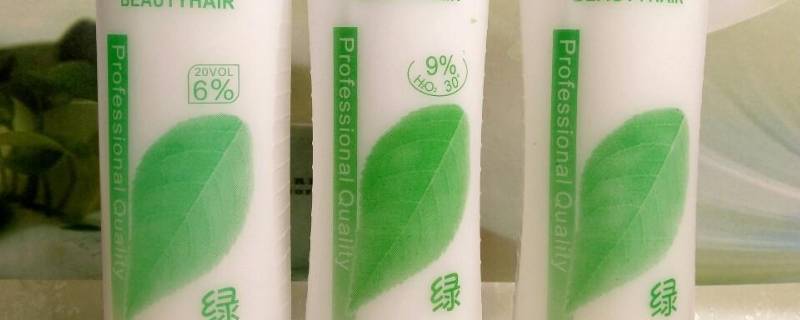 BEAUTYHAIR
Professional Quality
20VOL
6%
绿
Professional Quality
9%
H₂O₂ 30°
绿
BEAUTYHAIR
Professional Quality
绿